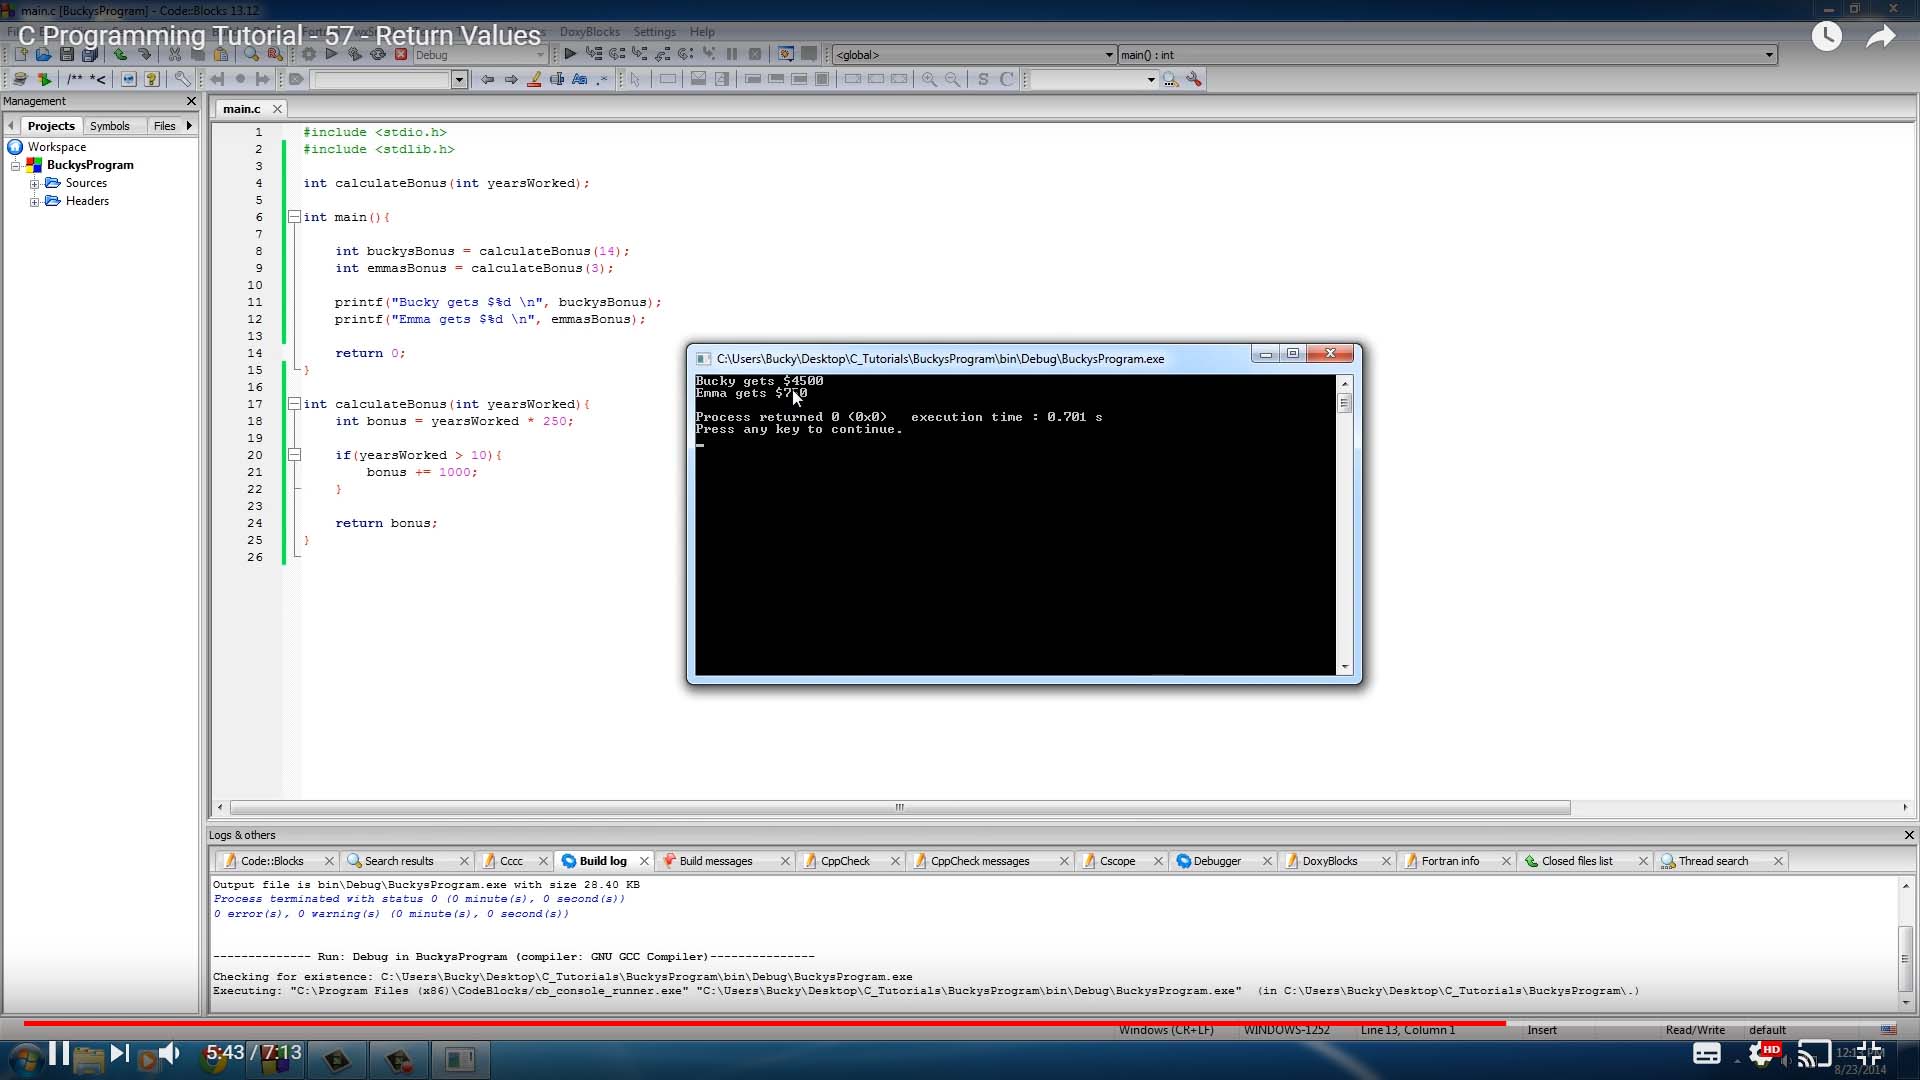 main.c [BuckysProgram] - Code::Blocks 13.12
C Programming Tutorial - 57 - Return Values
DoxyBlocks Settings Help
Debug
<global>
main() : int
/** *<
S C
Management
main.c
Projects Symbols Files
Workspace
BuckysProgram
Sources
Headers
1 #include <stdio.h>
2 #include <stdlib.h>
3
4 int calculateBonus(int yearsWorked);
5
6 int main(){
7
8 int buckysBonus = calculateBonus(14);
9 int emmasBonus = calculateBonus(3);
10
11 printf("Bucky gets $%d \n", buckysBonus);
12 printf("Emma gets $%d \n", emmasBonus);
13
14 return 0;
15 }
16
17 int calculateBonus(int yearsWorked){
18 int bonus = yearsWorked * 250;
19
20 if(yearsWorked > 10){
21 bonus += 1000;
22 }
23
24 return bonus;
25 }
26
C:\Users\Bucky\Desktop\C_Tutorials\BuckysProgram\bin\Debug\BuckysProgram.exe
Bucky gets $4500
Emma gets $750
Process returned 0 (0x0) execution time : 0.701 s
Press any key to continue.
Logs & others
Code::Blocks Search results Cccc Build log Build messages CppCheck CppCheck messages Cscope Debugger DoxyBlocks Fortran info Closed files list Thread search
Output file is bin\Debug\BuckysProgram.exe with size 28.40 KB
Process terminated with status 0 (0 minute(s), 0 second(s))
0 error(s), 0 warning(s) (0 minute(s), 0 second(s))
-------------- Run: Debug in BuckysProgram (compiler: GNU GCC Compiler)---------------
Checking for existence: C:\Users\Bucky\Desktop\C_Tutorials\BuckysProgram\bin\Debug\BuckysProgram.exe
Executing: "C:\Program Files (x86)\CodeBlocks/cb_console_runner.exe" "C:\Users\Bucky\Desktop\C_Tutorials\BuckysProgram\bin\Debug\BuckysProgram.exe" (in C:\Users\Bucky\Desktop\C_Tutorials\BuckysProgram\.)
Windows (CR+LF) WINDOWS-1252 Line 13, Column 1 Insert Read/Write default
5:43 / 7:13
HD
8/23/2014